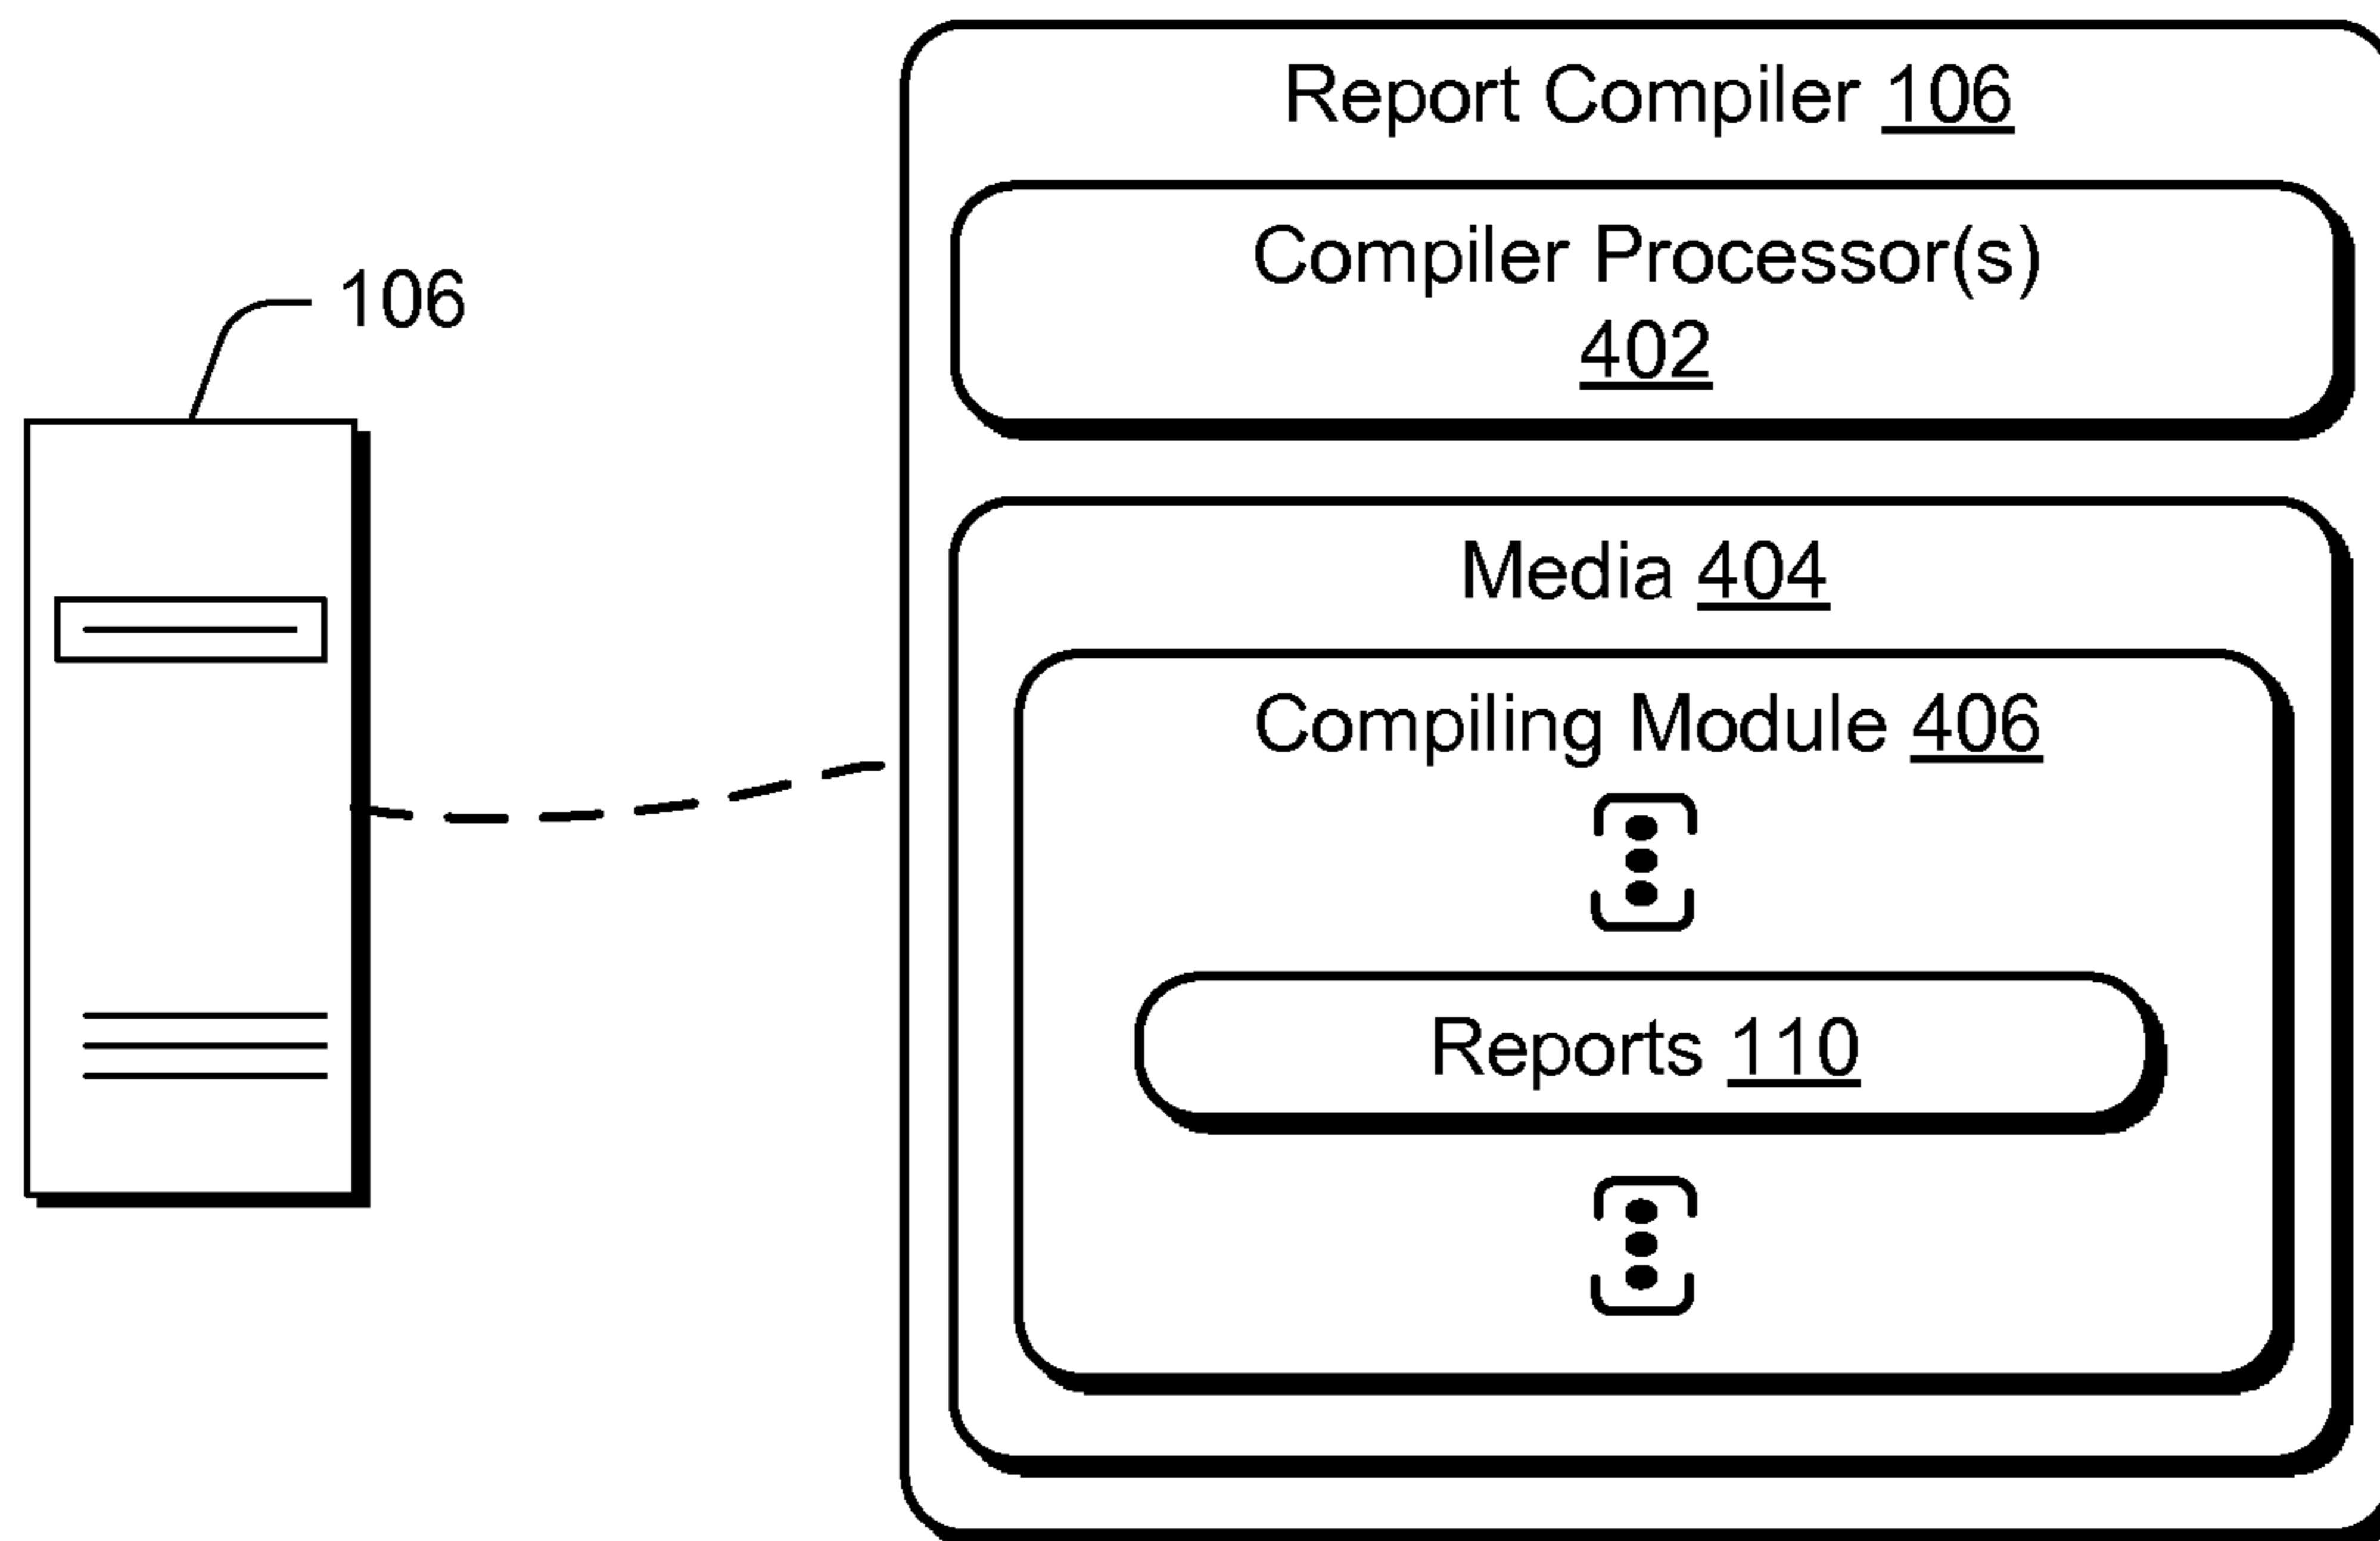 Report Compiler 106
Compiler Processor(s)
402
106
Media 404
Compiling Module 406
Reports 110